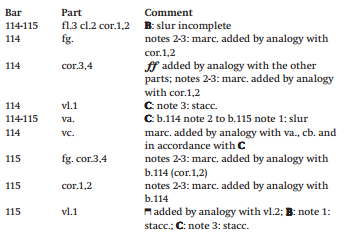 Bar Part Comment
114-115 fl.3 cl.2 cor.1,2 B: slur incomplete
114 fg. notes 2-3: marc. added by analogy with
cor.1,2
114 cor.3,4 ff added by analogy with the other
parts; notes 2-3: marc. added by analogy
with cor.1,2
114 vl.1 C: note 3: stacc.
114-115 va. C: b.114 note 2 to b.115 note 1: slur
114 vc. marc. added by analogy with va., cb. and
in accordance with C
115 fg. cor.3,4 notes 2-3: marc. added by analogy with
b.114 (cor.1,2)
115 cor.1,2 notes 2-3: marc. added by analogy with
b.114
115 vl.1 added by analogy with vl.2; B: note 1:
stacc.; C: note 3: stacc.